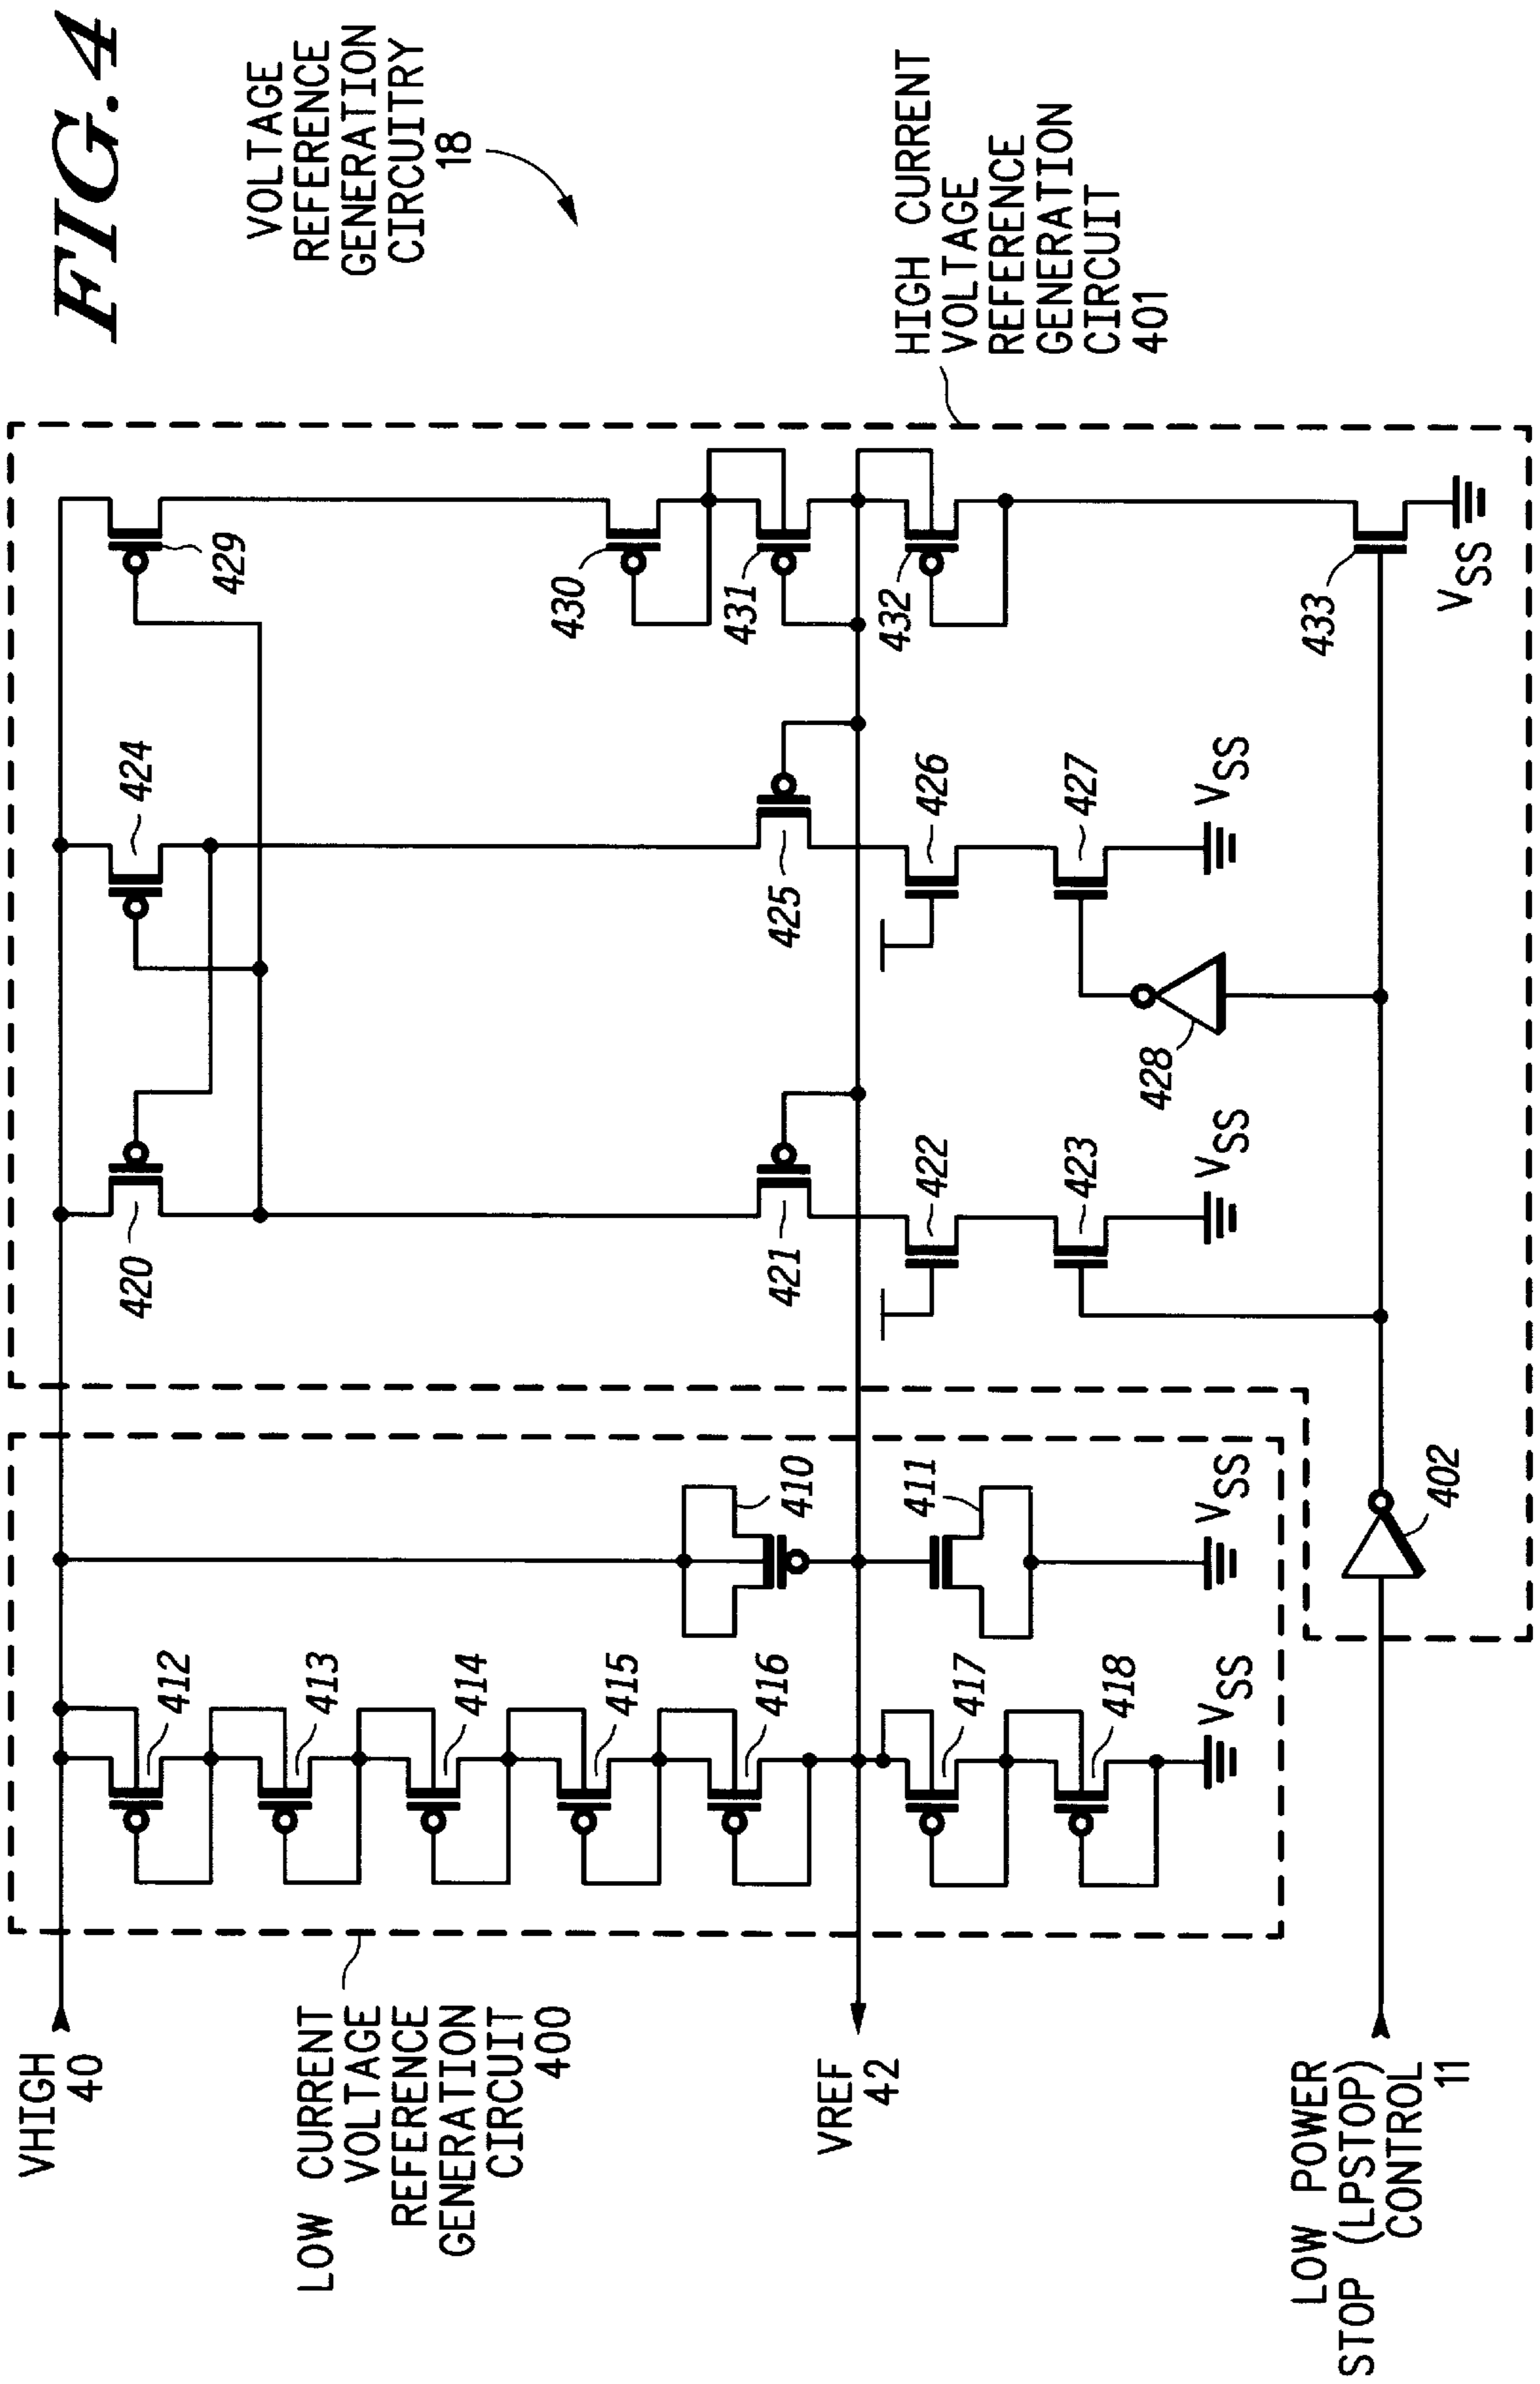 FIG.4
VOLTAGE
REFERENCE
GENERATION
CIRCUITRY
18
HIGH CURRENT
VOLTAGE
REFERENCE
GENERATION
CIRCUIT
401
VHIGH
40
LOW CURRENT
VOLTAGE
REFERENCE
GENERATION
CIRCUIT
400
VREF
42
LOW POWER
STOP (LPSTOP)
CONTROL
11
412
413
414
415
416
417
418
VSS
410
411
VSS
402
420
421
422
423
VSS
424
425
426
427
428
VSS
429
430
431
432
433
VSS